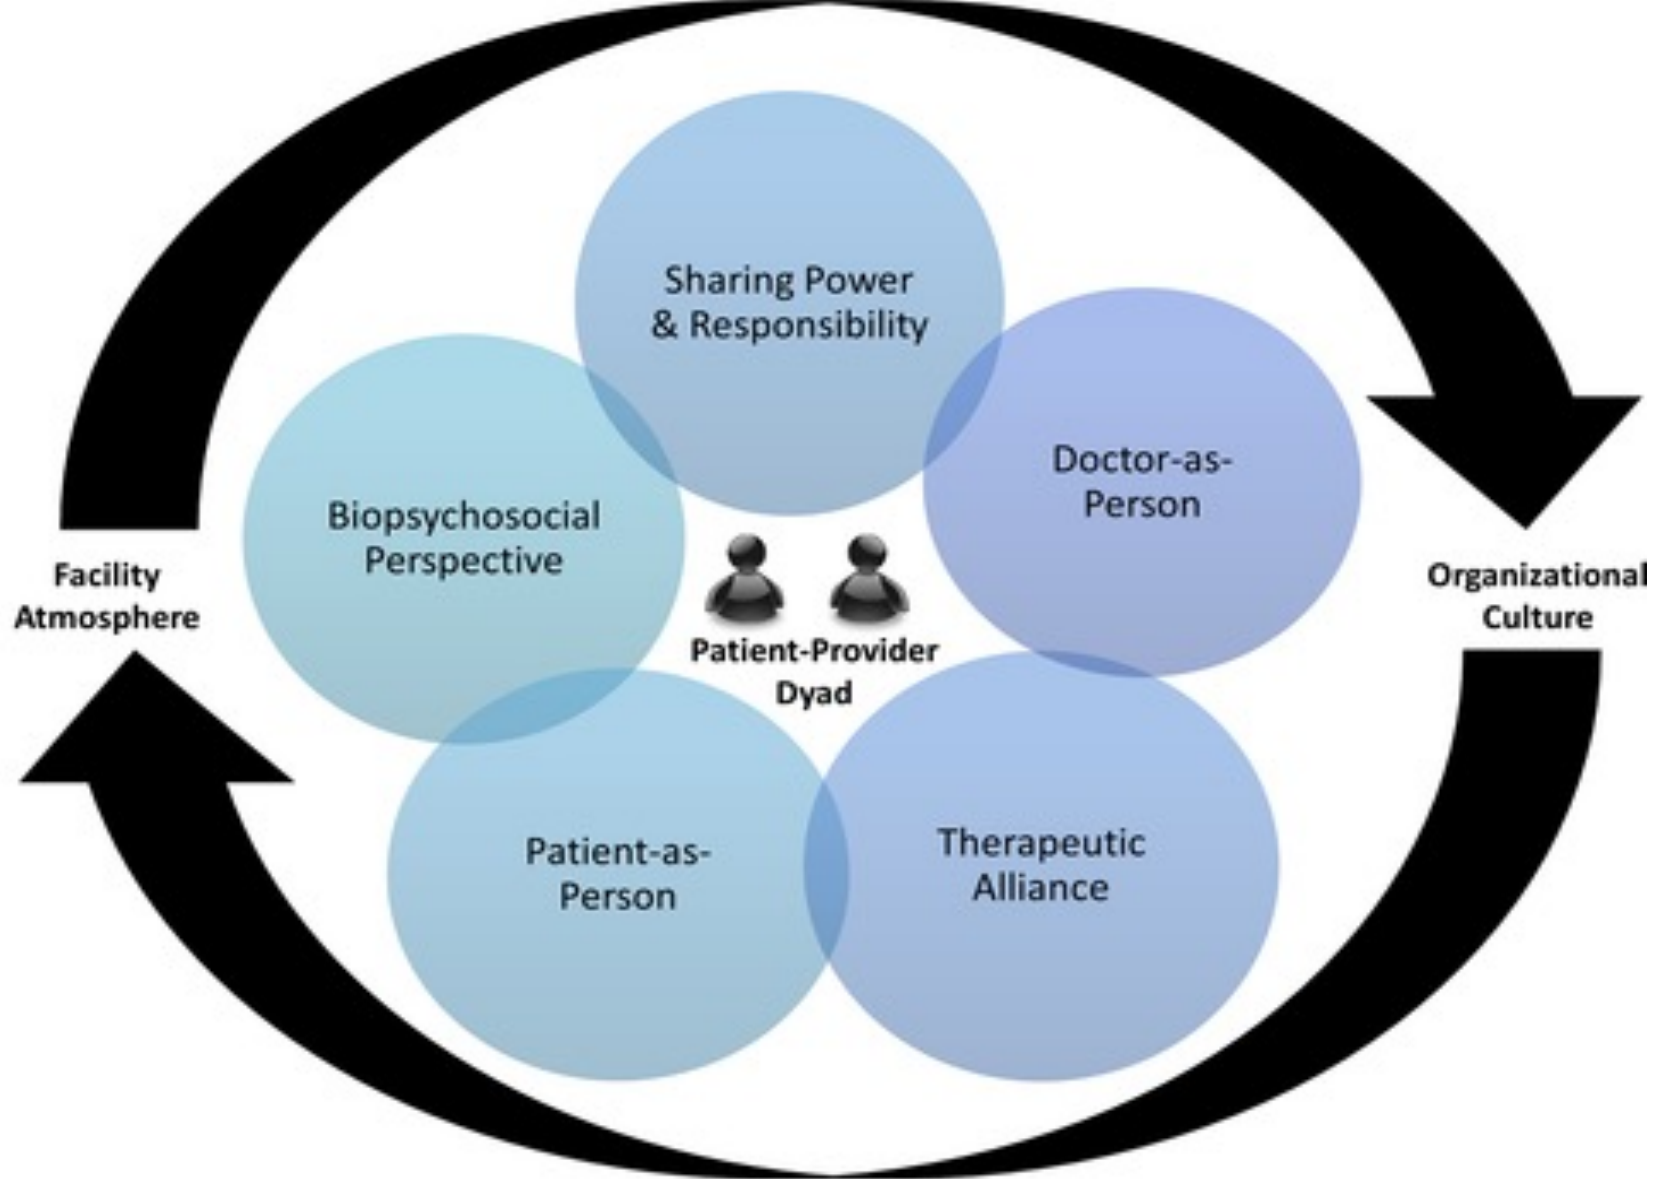 Sharing Power
& Responsibility
Doctor-as-
Person
Biopsychosocial
Perspective
Facility
Atmosphere
Organizational
Culture
Patient-Provider
Dyad
Patient-as-
Person
Therapeutic
Alliance